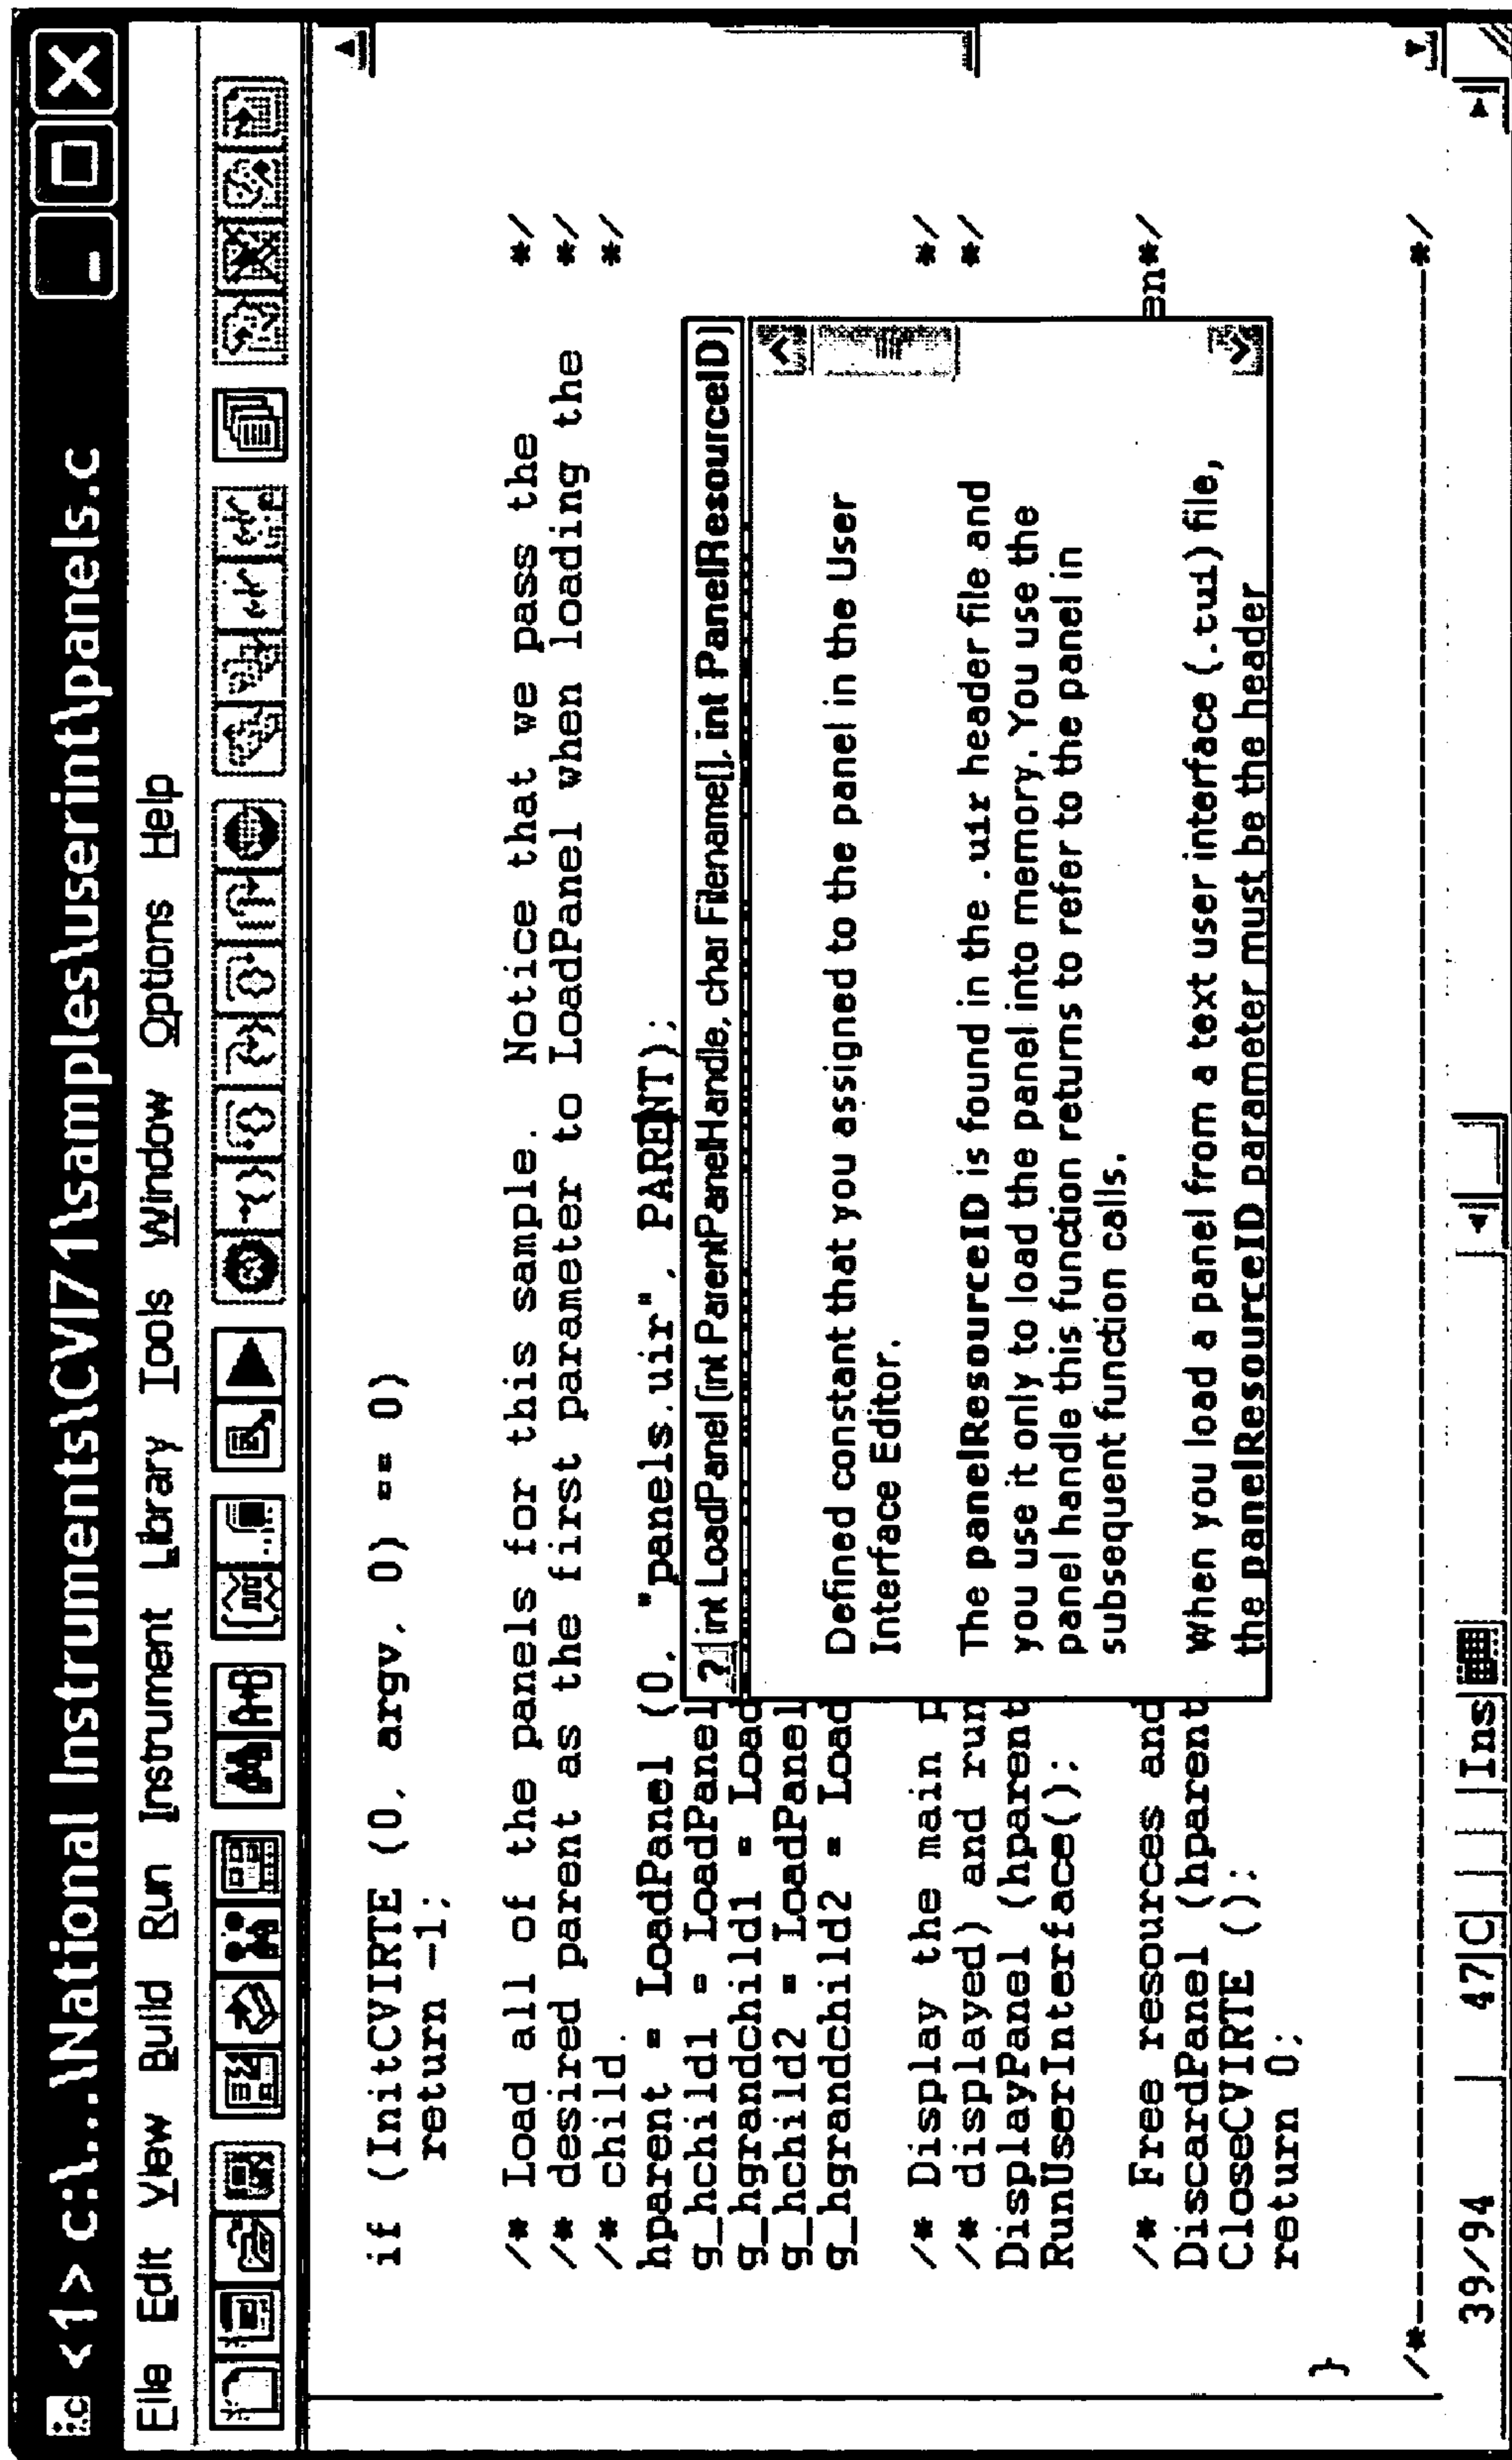 <1> c:\...\National Instruments\CVI71\samples\userint\panels.c
File Edit View Build Run Instrument Library Tools Window Options Help
if (InitCVIRTE (0, argv, 0) == 0)
return -1;
/* Load all of the panels for this sample. Notice that we pass the */
/* desired parent as the first parameter to LoadPanel when loading the */
/* child. */
hparent = LoadPanel (0, "panels.uir", PARENT);
g_hchild1 = LoadPanel
g_hgrandchild1 = Load
g_hchild2 = LoadPanel
g_hgrandchild2 = Load
? int LoadPanel (int ParentPanelHandle, char Filename[], int PanelResourceID)
Defined constant that you assigned to the panel in the User
Interface Editor.
The panelResourceID is found in the .uir header file and
you use it only to load the panel into memory. You use the
panel handle this function returns to refer to the panel in
subsequent function calls.
When you load a panel from a text user interface (.tui) file,
the panelResourceID parameter must be the header
/* Display the main p */
/* displayed) and run */
DisplayPanel (hparent
RunUserInterface();
/* Free resources and en*/
DiscardPanel (hparent
CloseCVIRTE ();
return 0;
}
/*---------------------------------------------------------------*/
39/94 47 C Ins